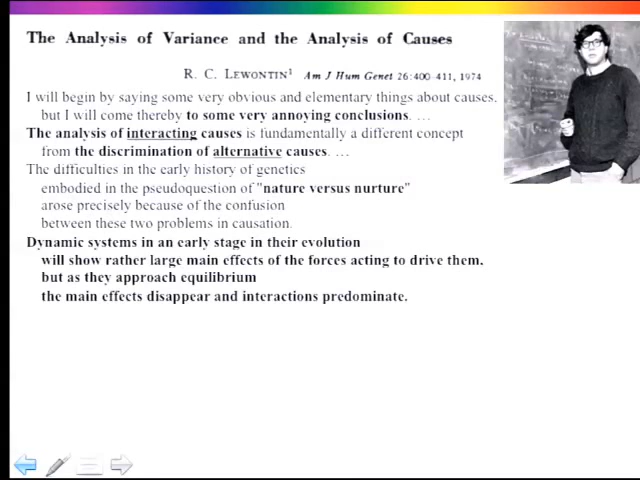 The Analysis of Variance and the Analysis of Causes
R. C. LEWONTIN¹ Am J Hum Genet 26:400–411, 1974
I will begin by saying some very obvious and elementary things about causes,
but I will come thereby to some very annoying conclusions. …
The analysis of interacting causes is fundamentally a different concept
from the discrimination of alternative causes. …
The difficulties in the early history of genetics
embodied in the pseudoquestion of "nature versus nurture"
arose precisely because of the confusion
between these two problems in causation.
Dynamic systems in an early stage in their evolution
will show rather large main effects of the forces acting to drive them,
but as they approach equilibrium
the main effects disappear and interactions predominate.